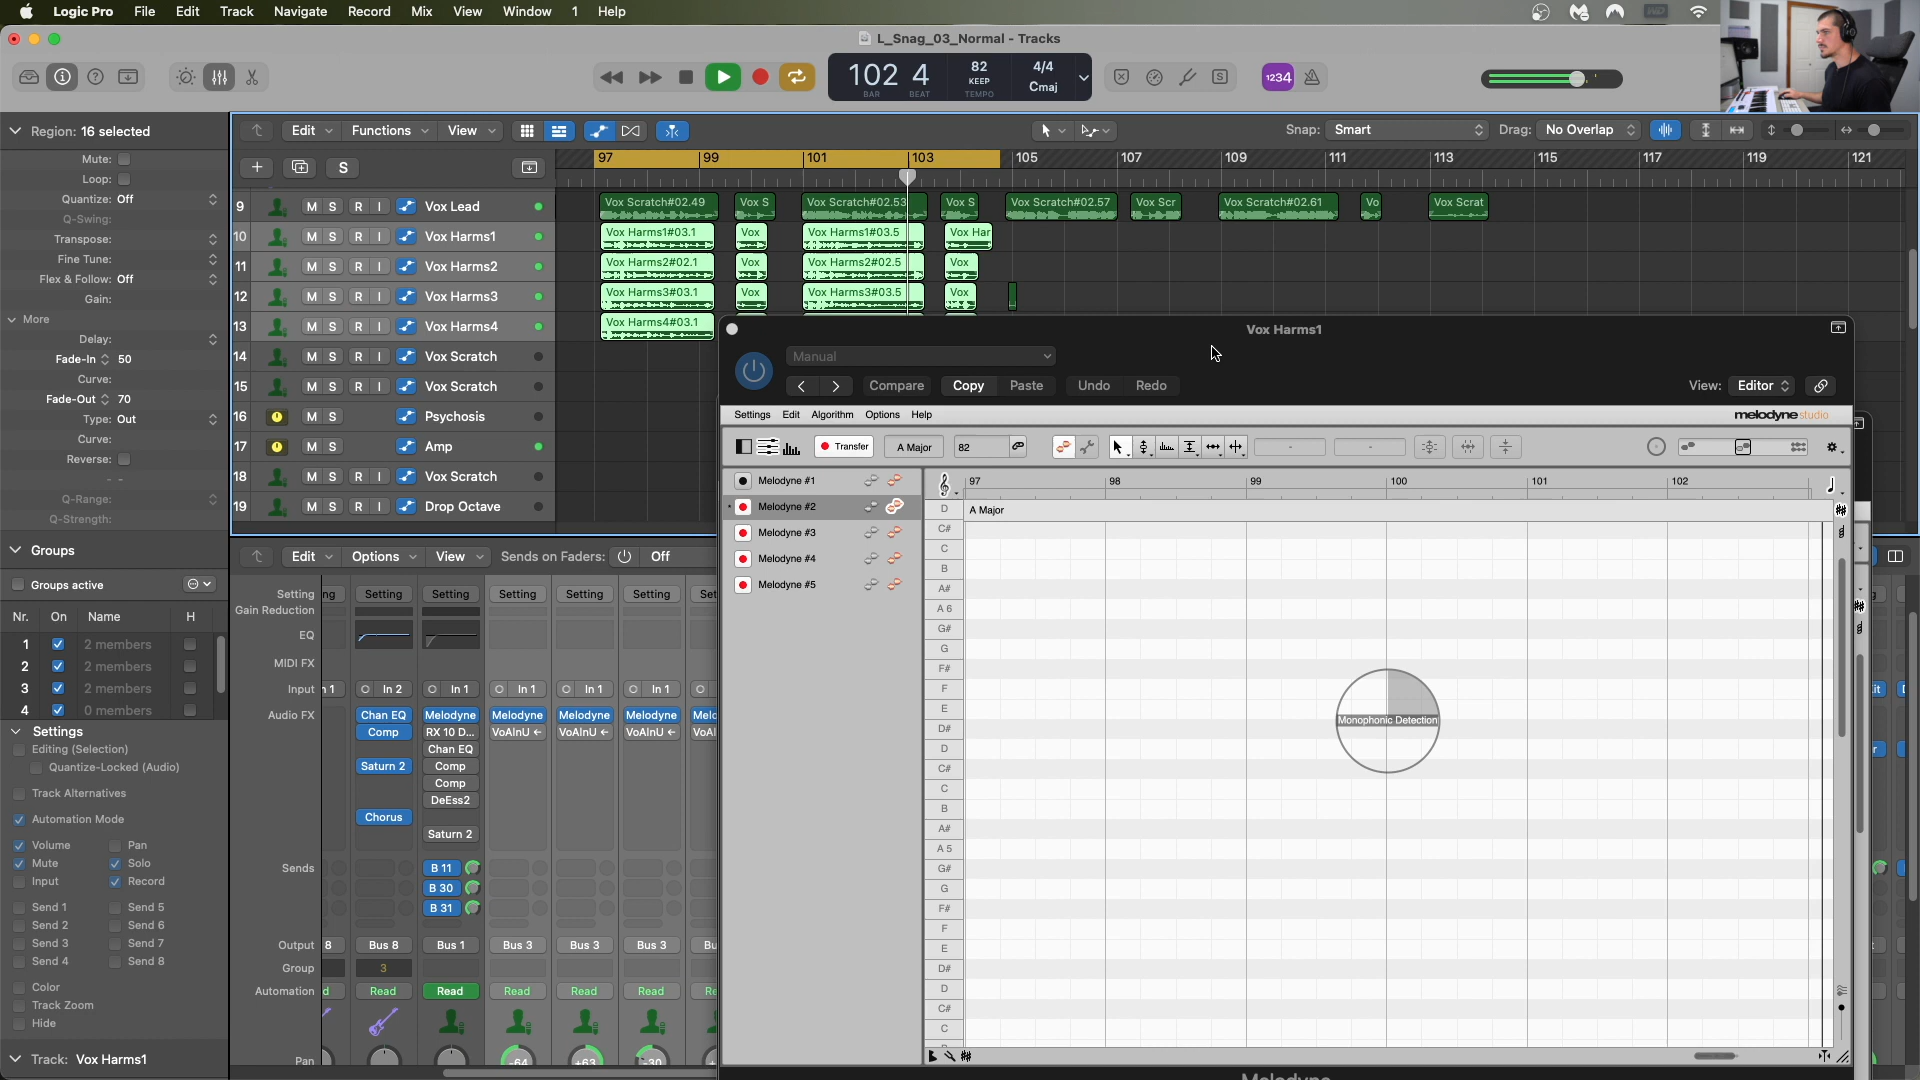 Logic Pro File Edit Track Navigate Record Mix View Window 1 Help
L_Snag_03_Normal - Tracks
102 4 82 KEEP 4/4 Cmaj
BAR BEAT TEMPO
1234
Region: 16 selected
Mute:
Loop:
Quantize: Off
Q-Swing:
Transpose:
Fine Tune:
Flex & Follow: Off
Gain:
More
Delay:
Fade-In 50
Curve:
Fade-Out 70
Type: Out
Curve:
Reverse:
Q-Range:
Q-Strength:
Groups
Groups active
Nr. On Name H
1 2 members
2 2 members
3 2 members
4 0 members
Settings
Editing (Selection)
Quantize-Locked (Audio)
Track Alternatives
Automation Mode
Volume Pan
Mute Solo
Input Record
Send 1 Send 5
Send 2 Send 6
Send 3 Send 7
Send 4 Send 8
Color
Track Zoom
Hide
Track: Vox Harms1
Edit Functions View Snap: Smart Drag: No Overlap
S
97 99 101 103 105 107 109 111 113 115 117 119 121
9 M S R I Vox Lead Vox Scratch#02.49 Vox S Vox Scratch#02.53 Vox S Vox Scratch#02.57 Vox Scr Vox Scratch#02.61 Vo Vox Scrat
10 M S R I Vox Harms1 Vox Harms1#03.1 Vox Vox Harms1#03.5 Vox Har
11 M S R I Vox Harms2 Vox Harms2#02.1 Vox Vox Harms2#02.5 Vox
12 M S R I Vox Harms3 Vox Harms3#03.1 Vox Vox Harms3#03.5 Vox
13 M S R I Vox Harms4 Vox Harms4#03.1
14 M S R I Vox Scratch
15 M S R I Vox Scratch
16 M S Psychosis
17 M S Amp
18 M S R I Vox Scratch
19 M S R I Drop Octave
Edit Options View Sends on Faders: Off
Setting ng Setting Setting Setting Setting Setting Set
Gain Reduction
EQ
MIDI FX
Input n 1 In 2 In 1 In 1 In 1 In 1
Audio FX Chan EQ Melodyne Melodyne Melodyne Melodyne Melo
Comp RX 10 D... VoAlnU ← VoAlnU ← VoAlnU ← VoAl
Chan EQ
Saturn 2 Comp
Comp
DeEss2
Chorus
Saturn 2
Sends B 11
B 30
B 31
Output 8 Bus 8 Bus 1 Bus 3 Bus 3 Bus 3 Bu
Group 3
Automation d Read Read Read Read Read Re
Pan -64 +63 -30
Vox Harms1
Manual
Compare Copy Paste Undo Redo View: Editor
Settings Edit Algorithm Options Help melodyne studio
Transfer A Major 82 - -
Melodyne #1
Melodyne #2
Melodyne #3
Melodyne #4
Melodyne #5
97 98 99 100 101 102
A Major
D
C#
C
B
A#
A 6
G#
G
F#
F
E
D#
D
C#
C
B
A#
A 5
G#
G
F#
F
E
D#
D
C#
C
Monophonic Detection
Melodyne